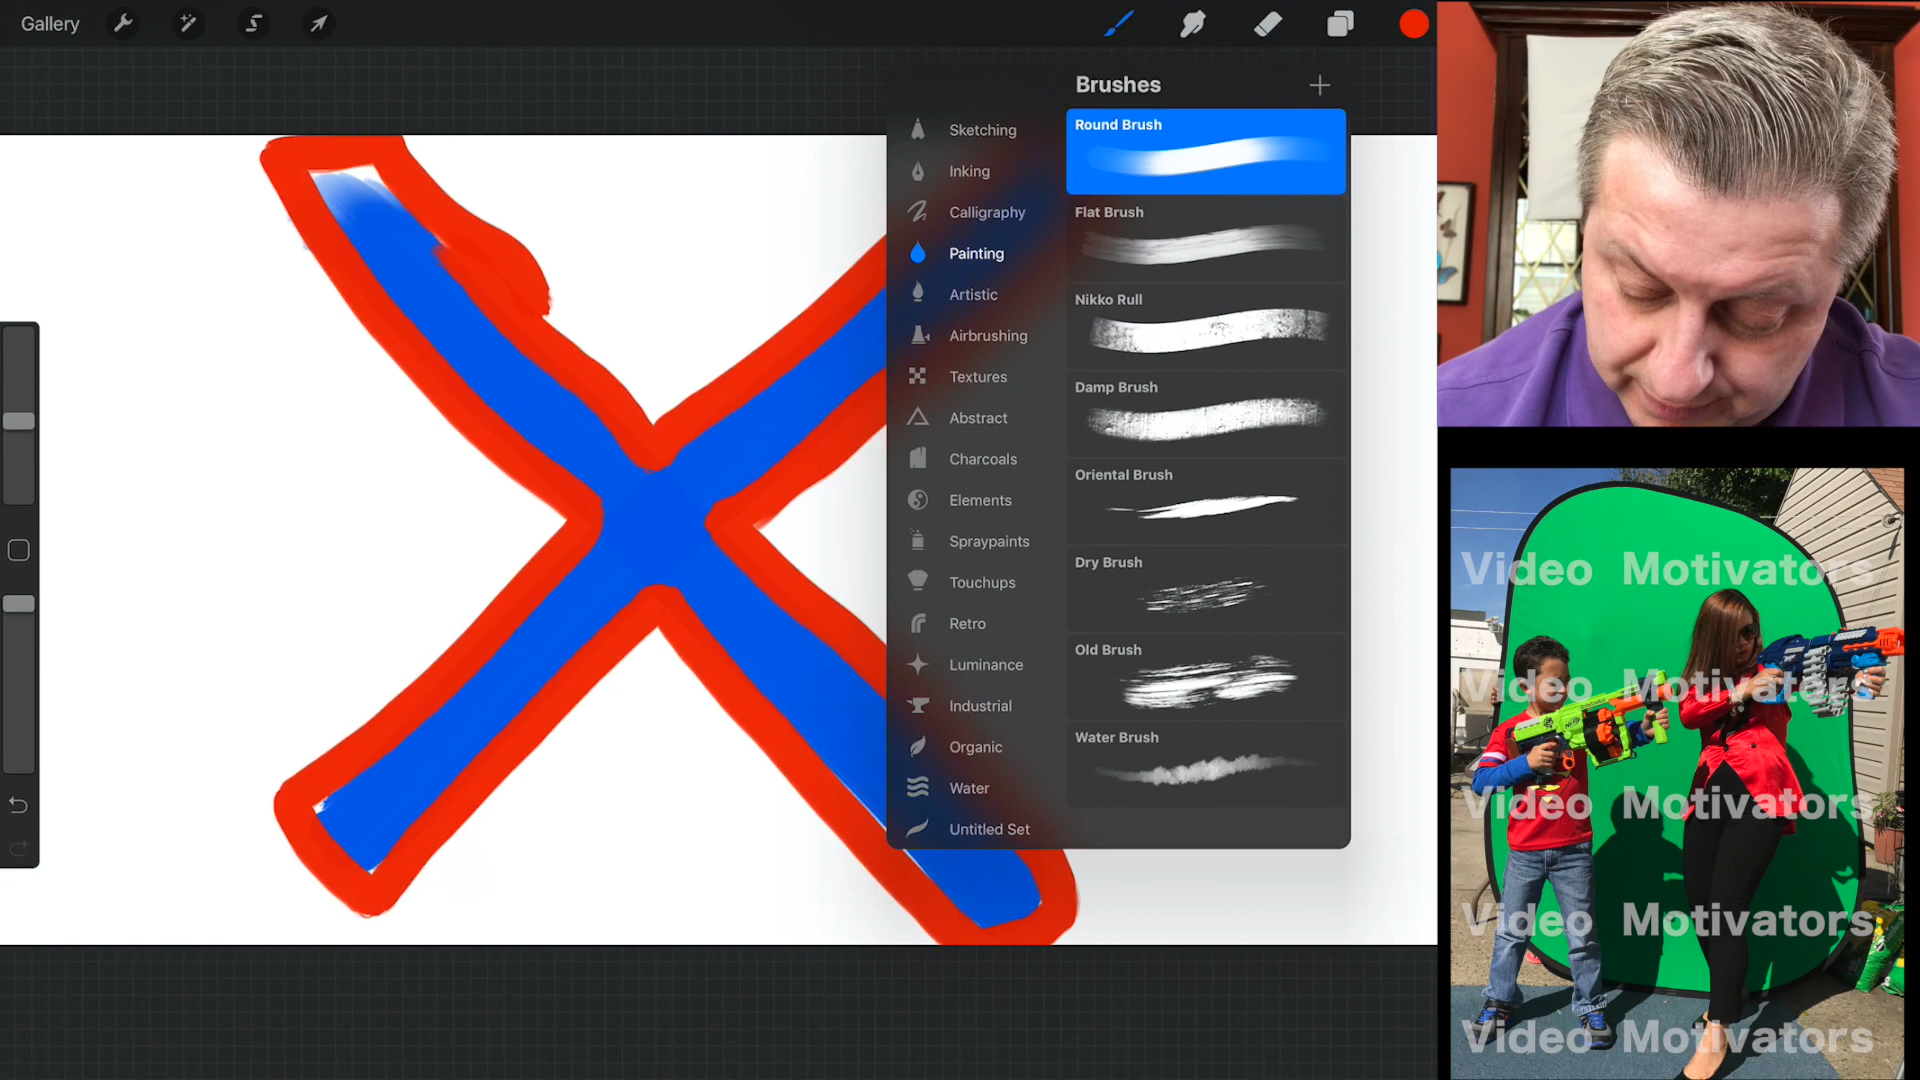 Gallery
Brushes
Sketching
Inking
Calligraphy
Painting
Artistic
Airbrushing
Textures
Abstract
Charcoals
Elements
Spraypaints
Touchups
Retro
Luminance
Industrial
Organic
Water
Untitled Set
Round Brush
Flat Brush
Nikko Rull
Damp Brush
Oriental Brush
Dry Brush
Old Brush
Water Brush
Video Motivators
Video Motivators
Video Motivators
Video Motivators
Video Motivators
NERF